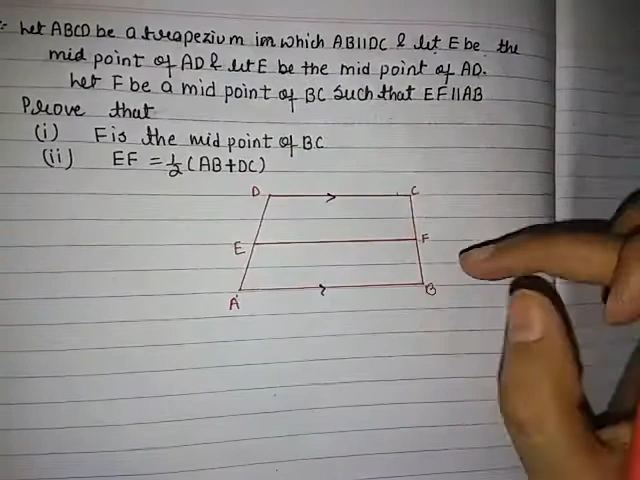 :- Let ABCD be a trapezium in which AB||DC & let E be the
mid point of AD & let E be the mid point of AD.
Let F be a mid point of BC such that EF||AB
Prove that
(i) F is the mid point of BC
(ii) EF = 1/2 (AB+DC)
D C
E F
A B